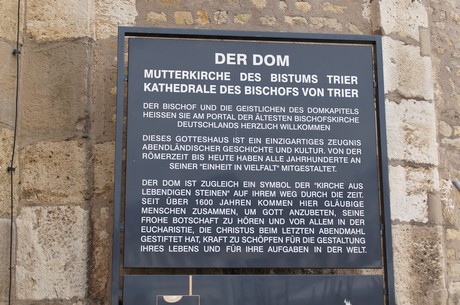 DER DOM
MUTTERKIRCHE DES BISTUMS TRIER
KATHEDRALE DES BISCHOFS VON TRIER
DER BISCHOF UND DIE GEISTLICHEN DES DOMKAPITELS
HEISSEN SIE AM PORTAL DER ÄLTESTEN BISCHOFSKIRCHE
DEUTSCHLANDS HERZLICH WILLKOMMEN
DIESES GOTTESHAUS IST EIN EINZIGARTIGES ZEUGNIS
ABENDLÄNDISCHER GESCHICHTE UND KULTUR. VON DER
RÖMERZEIT BIS HEUTE HABEN ALLE JAHRHUNDERTE AN
SEINER "EINHEIT IN VIELFALT" MITGESTALTET.
DER DOM IST ZUGLEICH EIN SYMBOL DER "KIRCHE AUS
LEBENDIGEN STEINEN" AUF IHREM WEG DURCH DIE ZEIT.
SEIT ÜBER 1600 JAHREN KOMMEN HIER GLÄUBIGE
MENSCHEN ZUSAMMEN, UM GOTT ANZUBETEN, SEINE
FROHE BOTSCHAFT ZU HÖREN UND VOR ALLEM IN DER
EUCHARISTIE, DIE CHRISTUS BEIM LETZTEN ABENDMAHL
GESTIFTET HAT, KRAFT ZU SCHÖPFEN FÜR DIE GESTALTUNG
IHRES LEBENS UND FÜR IHRE AUFGABEN IN DER WELT.